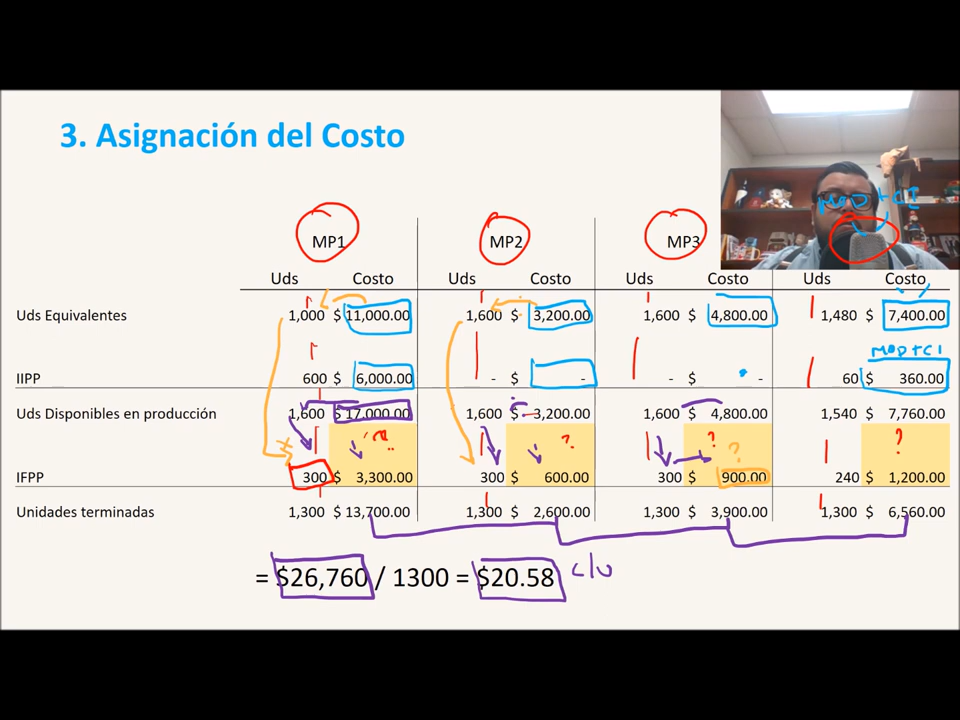 3. Asignación del Costo
MOD + CI
MP1 MP2 MP3
Uds Costo Uds Costo Uds Costo Uds Costo
Uds Equivalentes 1,000 $ 11,000.00 1,600 $ 3,200.00 1,600 $ 4,800.00 1,480 $ 7,400.00
MOD+CI
IIPP 600 $ 6,000.00 - $ - - $ - 60 $ 360.00
Uds Disponibles en producción 1,600 $ 17,000.00 1,600 $ 3,200.00 1,600 $ 4,800.00 1,540 $ 7,760.00
? ? ? ?
IFPP 300 $ 3,300.00 300 $ 600.00 300 $ 900.00 240 $ 1,200.00
Unidades terminadas 1,300 $ 13,700.00 1,300 $ 2,600.00 1,300 $ 3,900.00 1,300 $ 6,560.00
= $26,760 / 1300 = $20.58 c/u